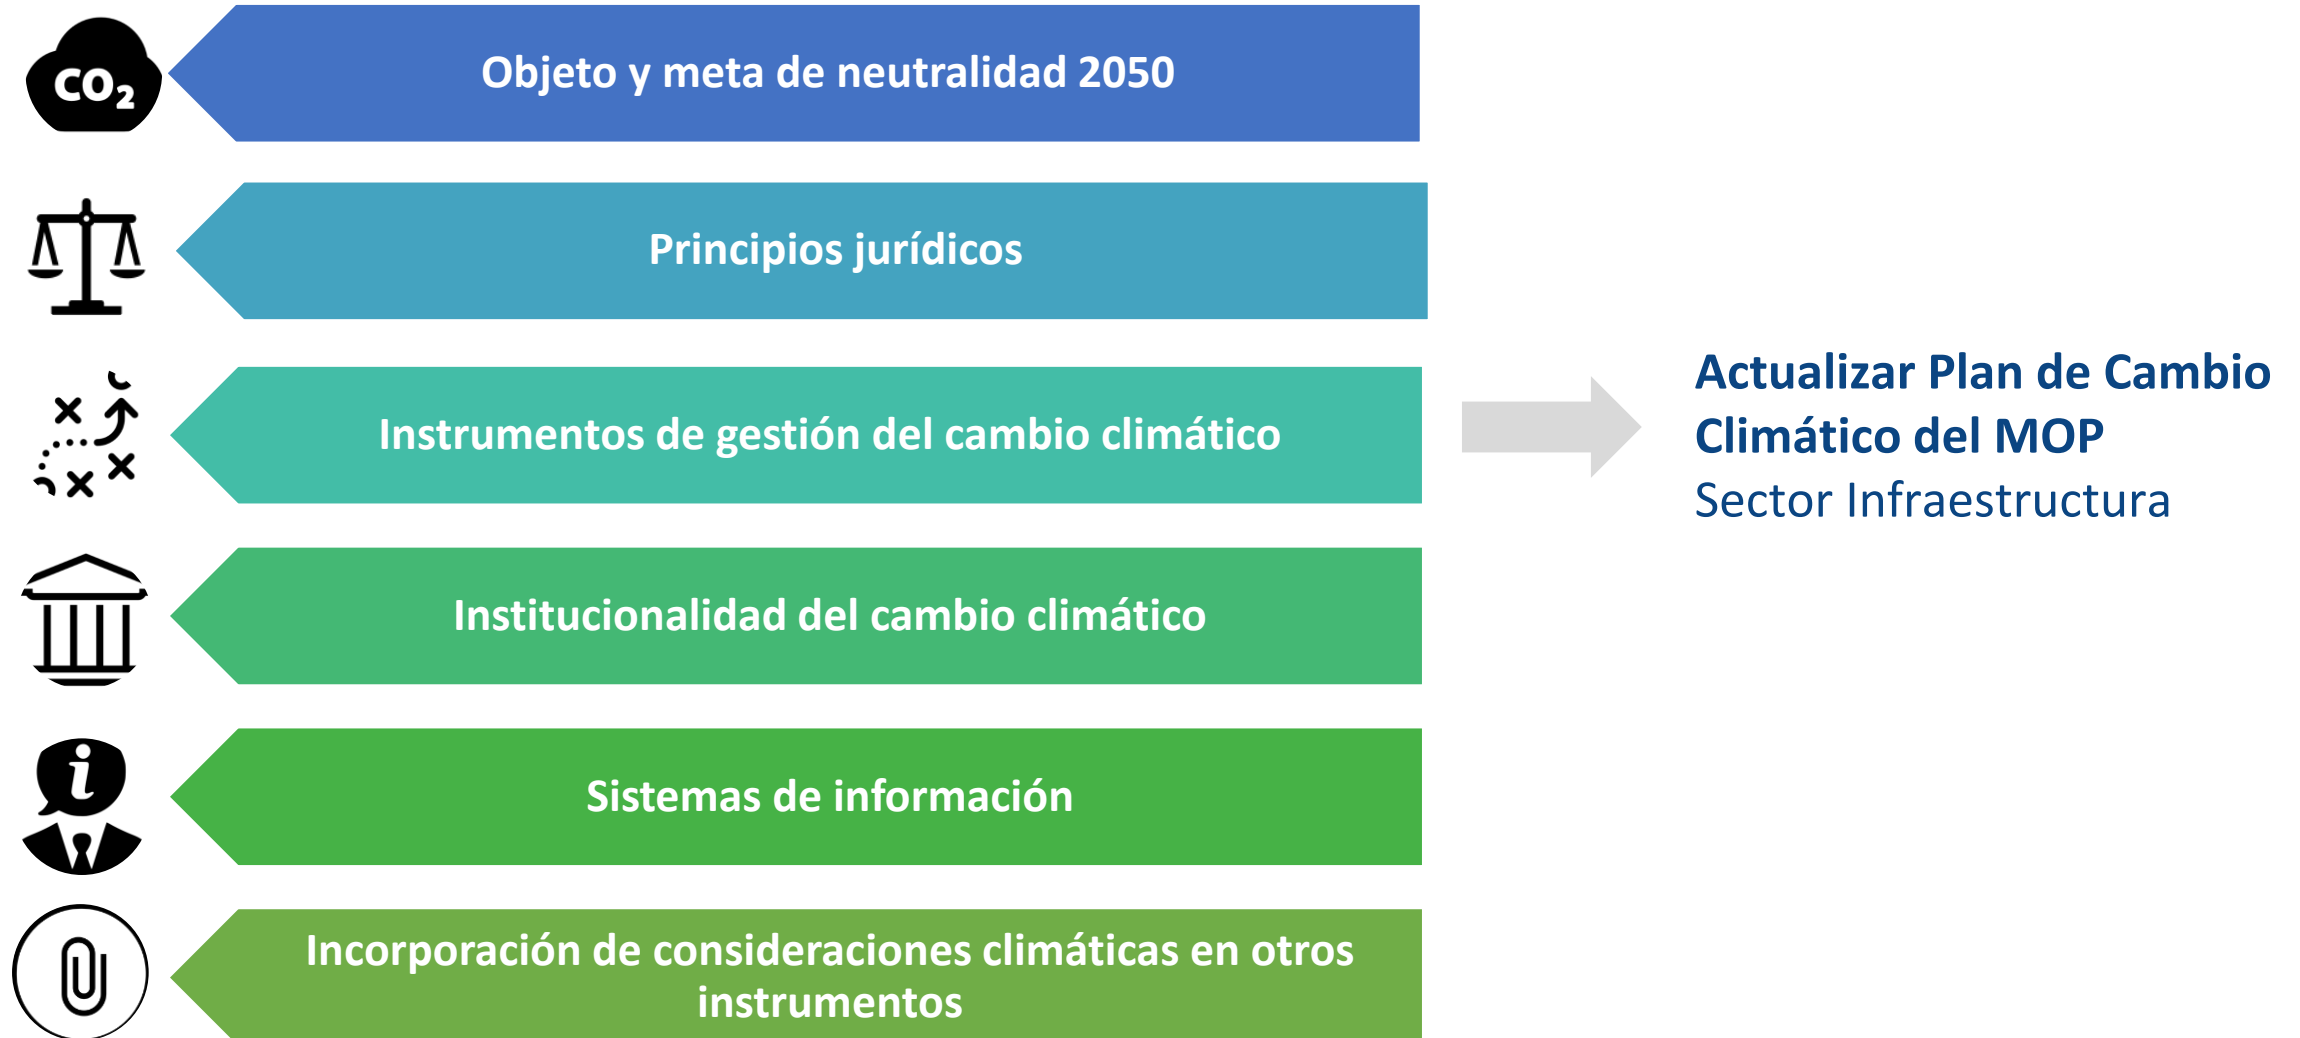 CO₂
Objeto y meta de neutralidad 2050
Principios jurídicos
Instrumentos de gestión del cambio climático
Actualizar Plan de Cambio
Climático del MOP
Sector Infraestructura
Institucionalidad del cambio climático
i
Sistemas de información
Incorporación de consideraciones climáticas en otros
instrumentos